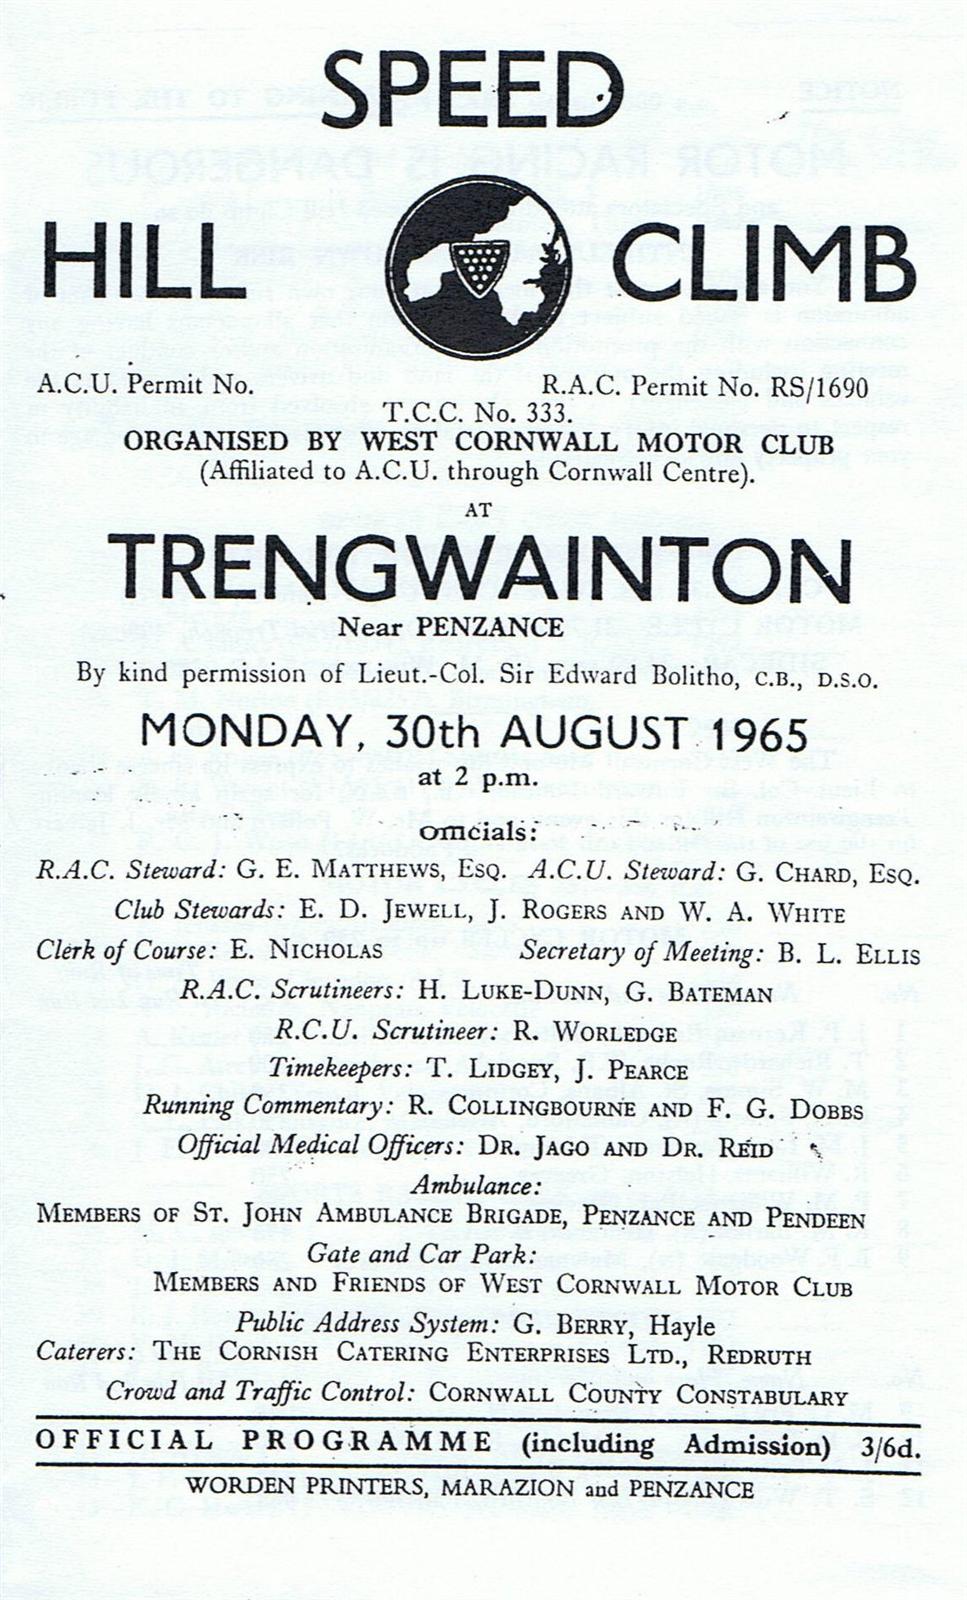 SPEED
HILL CLIMB
A.C.U. Permit No. R.A.C. Permit No. RS/1690
T.C.C. No. 333.
ORGANISED BY WEST CORNWALL MOTOR CLUB
(Affiliated to A.C.U. through Cornwall Centre).
AT
TRENGWAINTON
Near PENZANCE
By kind permission of Lieut.-Col. Sir Edward Bolitho, C.B., D.S.O.
MONDAY, 30th AUGUST 1965
at 2 p.m.
Officials:
R.A.C. Steward: G. E. MATTHEWS, ESQ. A.C.U. Steward: G. CHARD, ESQ.
Club Stewards: E. D. JEWELL, J. ROGERS AND W. A. WHITE
Clerk of Course: E. NICHOLAS Secretary of Meeting: B. L. ELLIS
R.A.C. Scrutineers: H. LUKE-DUNN, G. BATEMAN
R.C.U. Scrutineer: R. WORLEDGE
Timekeepers: T. LIDGEY, J. PEARCE
Running Commentary: R. COLLINGBOURNE AND F. G. DOBBS
Official Medical Officers: DR. JAGO AND DR. REID
Ambulance:
MEMBERS OF ST. JOHN AMBULANCE BRIGADE, PENZANCE AND PENDEEN
Gate and Car Park:
MEMBERS AND FRIENDS OF WEST CORNWALL MOTOR CLUB
Public Address System: G. BERRY, Hayle
Caterers: THE CORNISH CATERING ENTERPRISES LTD., REDRUTH
Crowd and Traffic Control: CORNWALL COUNTY CONSTABULARY
OFFICIAL PROGRAMME (including Admission) 3/6d.
WORDEN PRINTERS, MARAZION and PENZANCE